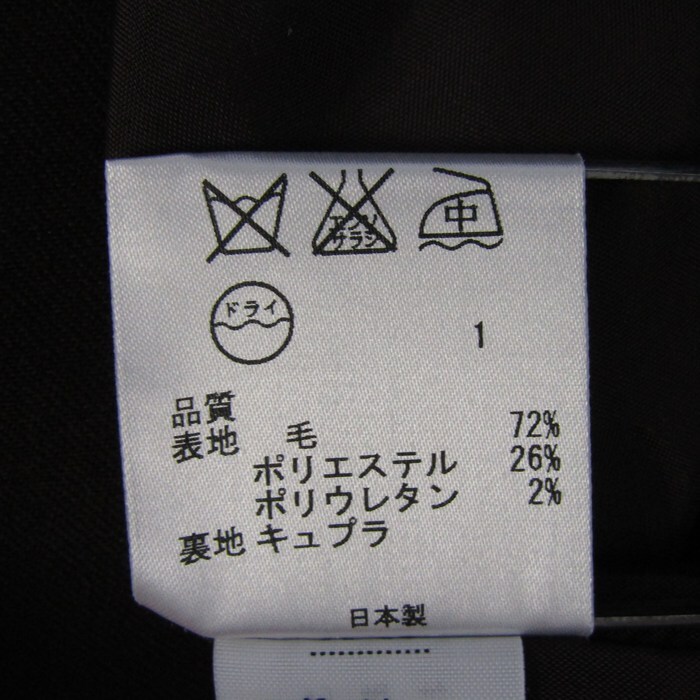 エンソ
サラシ
中
ドライ
1
品質
表地 毛 72%
ポリエステル 26%
ポリウレタン 2%
裏地 キュプラ
日本製